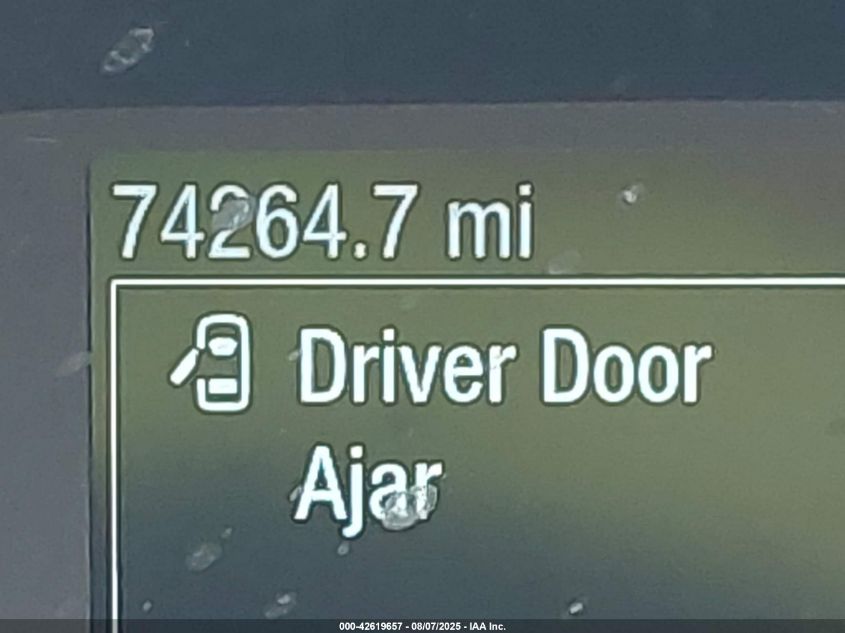 74264.7 mi
Driver Door
Ajar
000-42619657 - 08/07/2025 - IAA Inc.